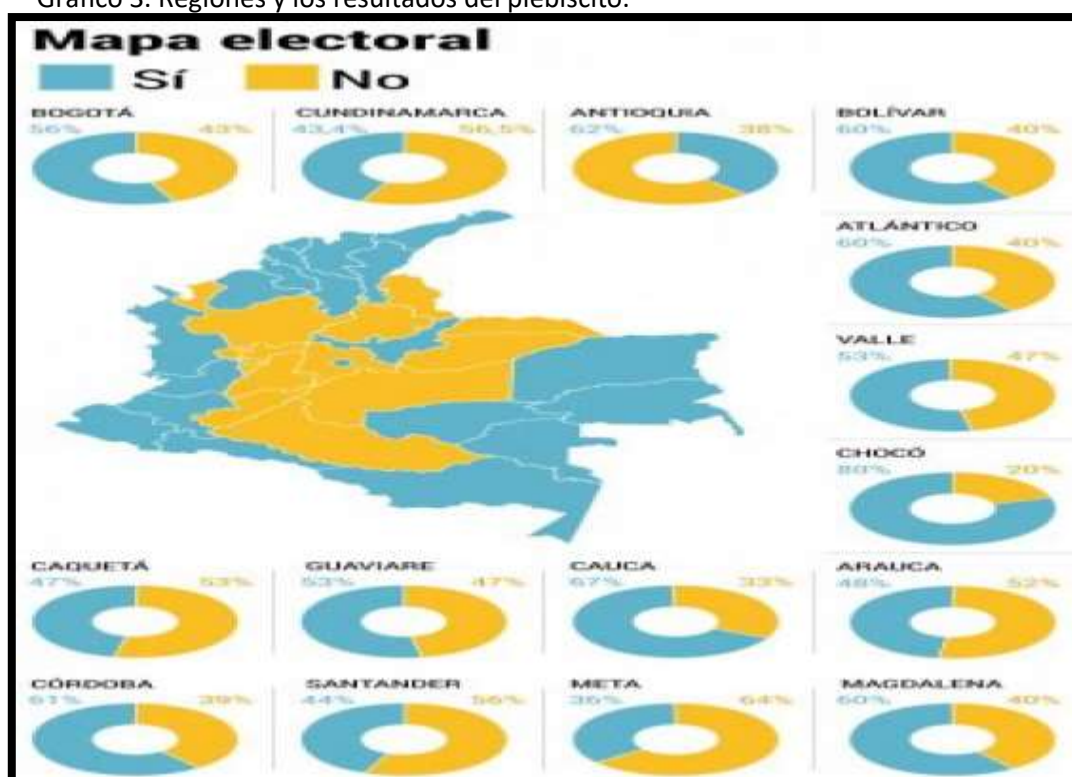 Gráfico 3. Regiones y los resultados del plebiscito.
Mapa electoral
Sí No
BOGOTÁ
56% 43%
CUNDINAMARCA
43,4% 56,5%
ANTIOQUIA
62% 38%
BOLÍVAR
60% 40%
ATLÁNTICO
60% 40%
VALLE
53% 47%
CHOCÓ
80% 20%
CAQUETÁ
47% 53%
GUAVIARE
53% 47%
CAUCA
67% 33%
ARAUCA
48% 52%
CÓRDOBA
61% 39%
SANTANDER
44% 56%
META
36% 64%
MAGDALENA
60% 40%